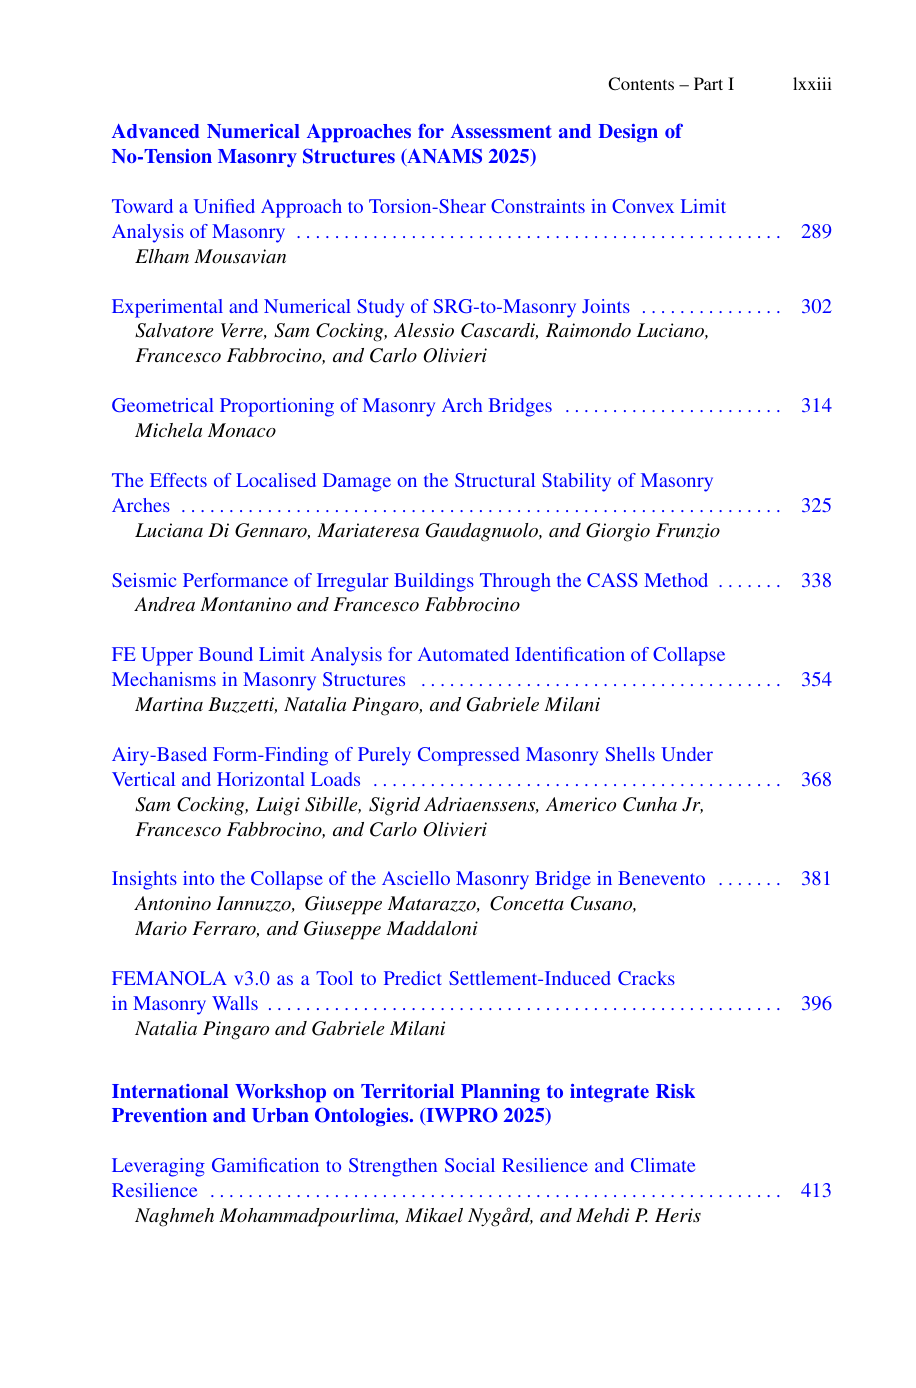 Contents – Part I lxxiii
Advanced Numerical Approaches for Assessment and Design of
No-Tension Masonry Structures (ANAMS 2025)
Toward a Unified Approach to Torsion-Shear Constraints in Convex Limit
Analysis of Masonry . . . . . . . . . . . . . . . . . . . . . . . . . . . . . . . . . . . . . . . . . . . . . . . . . . . 289
Elham Mousavian
Experimental and Numerical Study of SRG-to-Masonry Joints . . . . . . . . . . . . . . . 302
Salvatore Verre, Sam Cocking, Alessio Cascardi, Raimondo Luciano,
Francesco Fabbrocino, and Carlo Olivieri
Geometrical Proportioning of Masonry Arch Bridges . . . . . . . . . . . . . . . . . . . . . . . 314
Michela Monaco
The Effects of Localised Damage on the Structural Stability of Masonry
Arches . . . . . . . . . . . . . . . . . . . . . . . . . . . . . . . . . . . . . . . . . . . . . . . . . . . . . . . . . . . . . . . 325
Luciana Di Gennaro, Mariateresa Gaudagnuolo, and Giorgio Frunzio
Seismic Performance of Irregular Buildings Through the CASS Method . . . . . . . 338
Andrea Montanino and Francesco Fabbrocino
FE Upper Bound Limit Analysis for Automated Identification of Collapse
Mechanisms in Masonry Structures . . . . . . . . . . . . . . . . . . . . . . . . . . . . . . . . . . . . . . 354
Martina Buzzetti, Natalia Pingaro, and Gabriele Milani
Airy-Based Form-Finding of Purely Compressed Masonry Shells Under
Vertical and Horizontal Loads . . . . . . . . . . . . . . . . . . . . . . . . . . . . . . . . . . . . . . . . . . . 368
Sam Cocking, Luigi Sibille, Sigrid Adriaenssens, Americo Cunha Jr,
Francesco Fabbrocino, and Carlo Olivieri
Insights into the Collapse of the Asciello Masonry Bridge in Benevento . . . . . . . 381
Antonino Iannuzzo, Giuseppe Matarazzo, Concetta Cusano,
Mario Ferraro, and Giuseppe Maddaloni
FEMANOLA v3.0 as a Tool to Predict Settlement-Induced Cracks
in Masonry Walls . . . . . . . . . . . . . . . . . . . . . . . . . . . . . . . . . . . . . . . . . . . . . . . . . . . . . . 396
Natalia Pingaro and Gabriele Milani
International Workshop on Territorial Planning to integrate Risk
Prevention and Urban Ontologies. (IWPRO 2025)
Leveraging Gamification to Strengthen Social Resilience and Climate
Resilience . . . . . . . . . . . . . . . . . . . . . . . . . . . . . . . . . . . . . . . . . . . . . . . . . . . . . . . . . . . . 413
Naghmeh Mohammadpourlima, Mikael Nygård, and Mehdi P. Heris